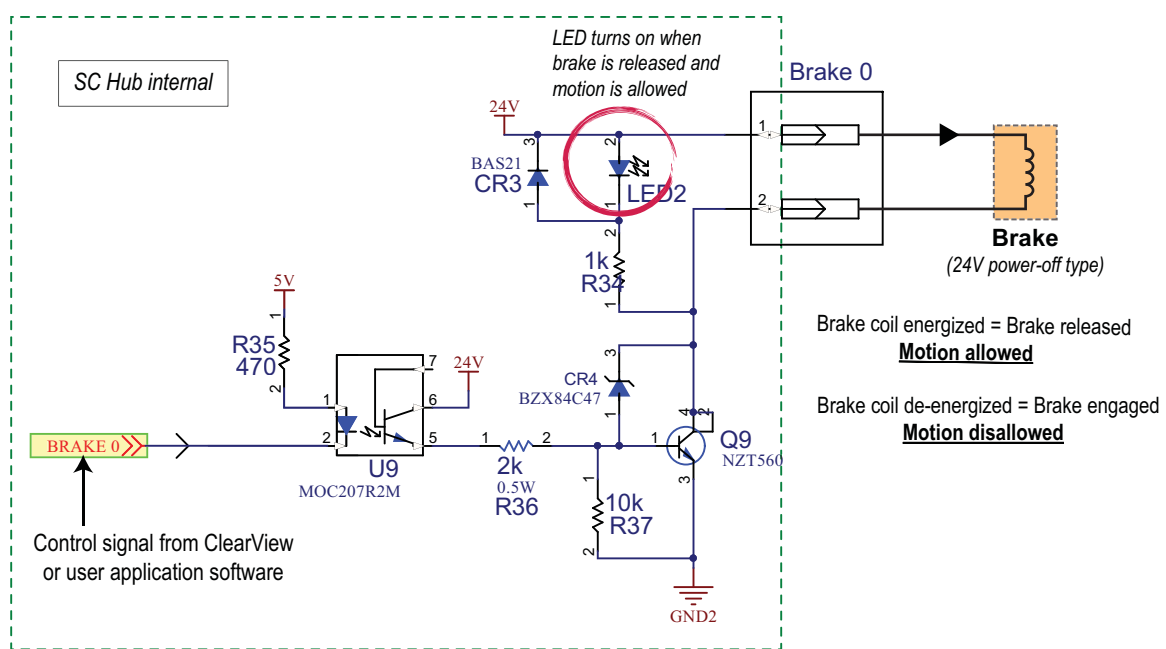 SC Hub internal
LED turns on when
brake is released and
motion is allowed
Brake 0
24V
3
2
1
BAS21
CR3
LED2
1
1
2
2
Brake
(24V power-off type)
1k
R34
1
5V
1
R35
470
2
Brake coil energized = Brake released
Motion allowed
Brake coil de-energized = Brake engaged
Motion disallowed
7
24V
3
CR4
BZX84C47
1
1
6
4
2
BRAKE 0
2
5
1
2
1
Q9
NZT560
U9
MOC207R2M
2k
0.5W
R36
1
10k
R37
2
3
Control signal from ClearView
or user application software
GND2